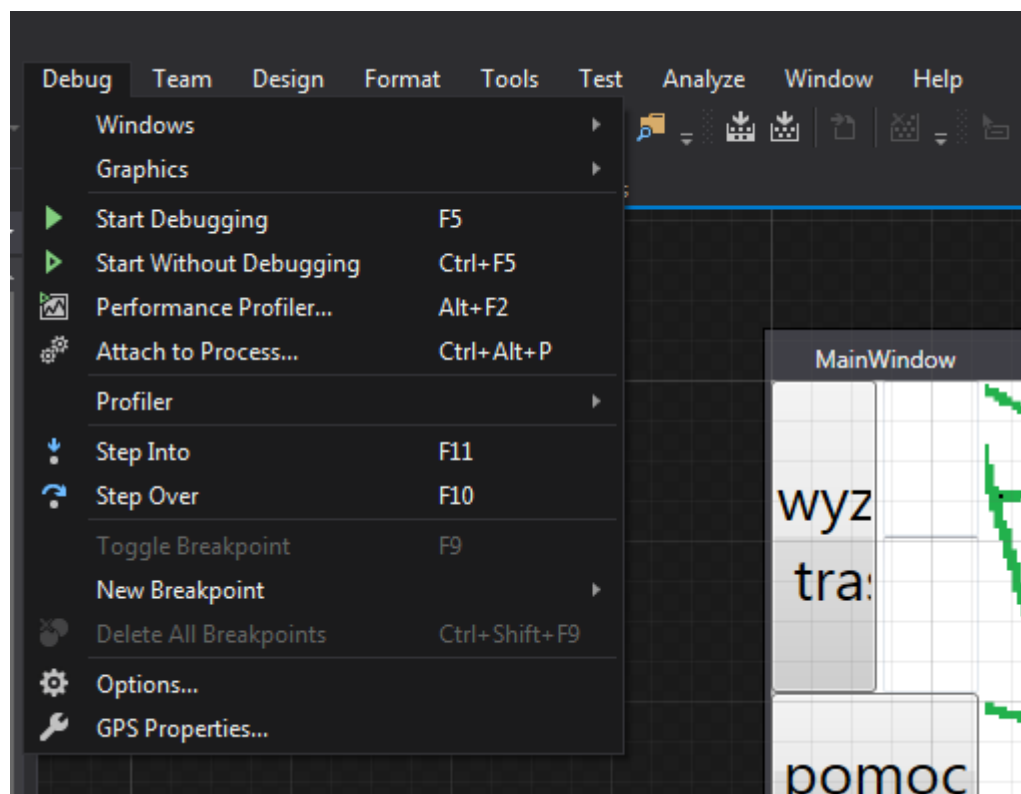 Debug Team Design Format Tools Test Analyze Window Help
Windows
Graphics
Start Debugging F5
Start Without Debugging Ctrl+F5
Performance Profiler... Alt+F2
Attach to Process... Ctrl+Alt+P
Profiler
Step Into F11
Step Over F10
Toggle Breakpoint F9
New Breakpoint
Delete All Breakpoints Ctrl+Shift+F9
Options...
GPS Properties...
MainWindow
wyz
tras
pomoc